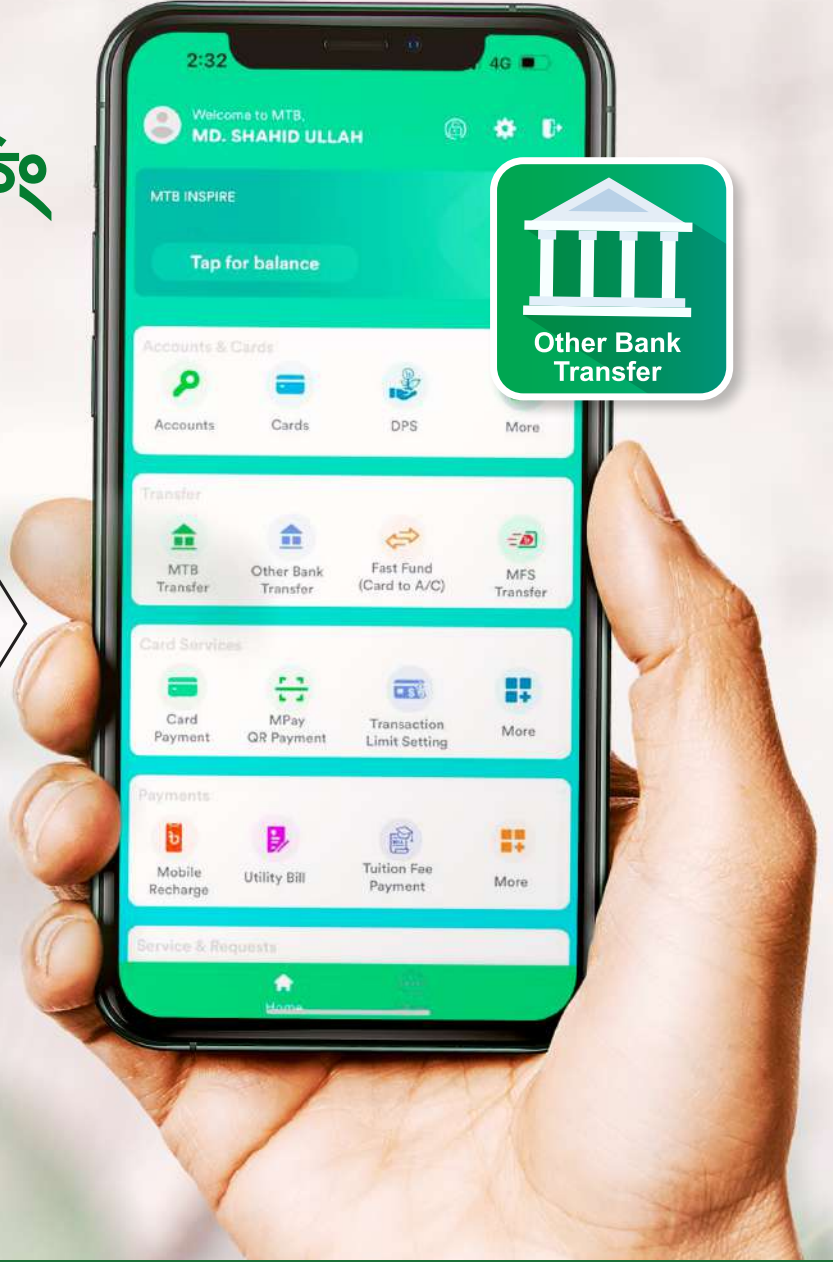 2:32
4G
Welcome to MTB,
MD. SHAHID ULLAH
MTB INSPIRE
Tap for balance
Other Bank
Transfer
Accounts & Cards
Accounts
Cards
DPS
More
Transfer
MTB
Transfer
Other Bank
Transfer
Fast Fund
(Card to A/C)
MFS
Transfer
Card Services
Card
Payment
MPay
QR Payment
Transaction
Limit Setting
More
Payments
৳
Mobile
Recharge
Utility Bill
Tuition Fee
Payment
More
Service & Requests
Home